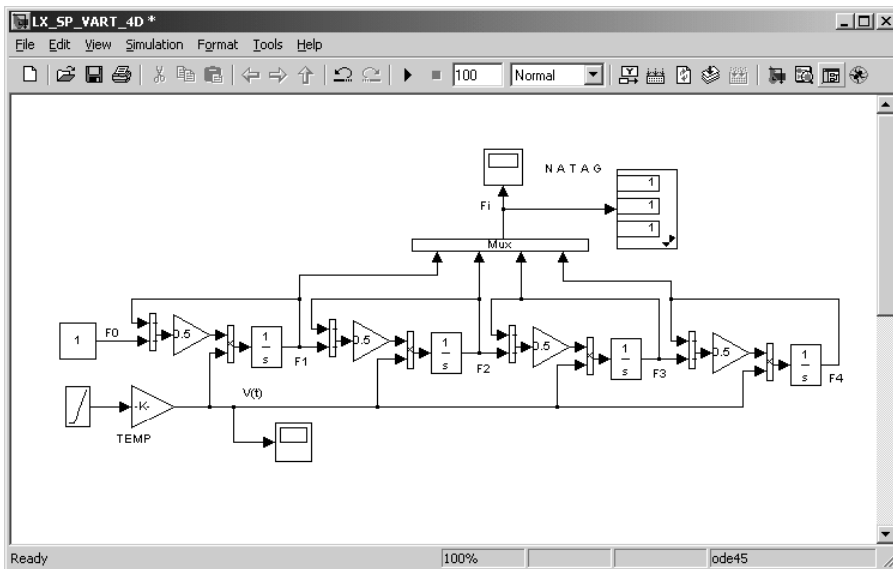 LX_SP_VART_4D *
File Edit View Simulation Format Tools Help
100 Normal
N A T A G
1
1
1
Fi
Mux
1 F0 0.5 x 1 s F1 0.5 x 1 s F2 0.5 x 1 s F3 0.5 x 1 s F4
-K- V(t)
TEMP
Ready 100% ode45